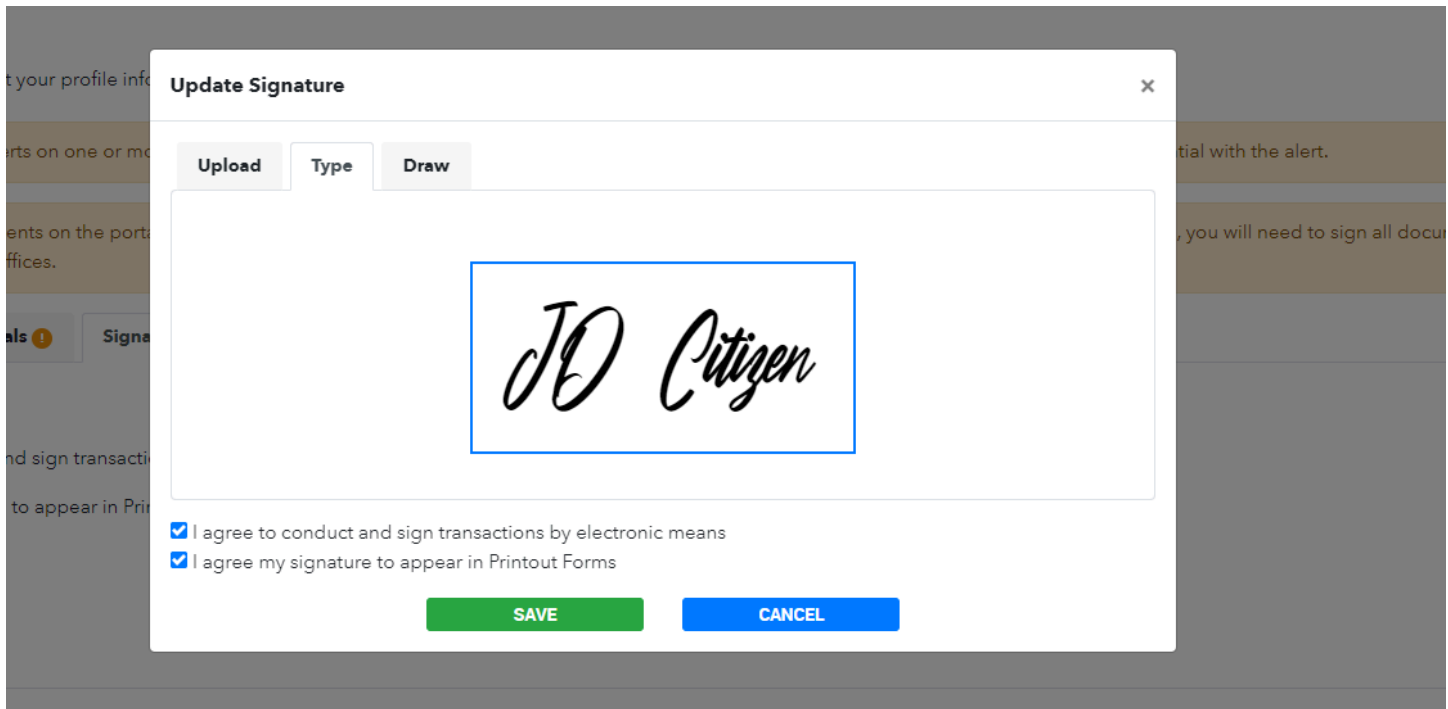 t your profile info
Update Signature
×
erts on one or mo
tial with the alert.
Upload Type Draw
ents on the porta
, you will need to sign all docu
ffices.
als !
Signa
JD Citizen
nd sign transacti
to appear in Prin
I agree to conduct and sign transactions by electronic means
I agree my signature to appear in Printout Forms
SAVE CANCEL